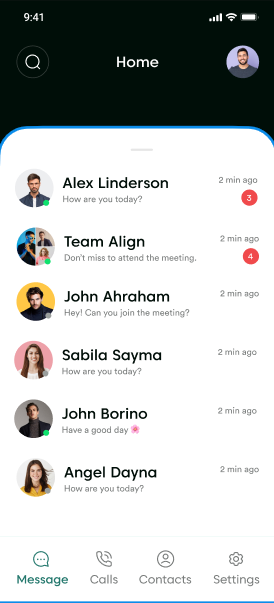 9:41
Home
Alex Linderson
2 min ago
How are you today?
3
Team Align
2 min ago
Don't miss to attend the meeting.
4
John Ahraham
2 min ago
Hey! Can you join the meeting?
Sabila Sayma
2 min ago
How are you today?
John Borino
2 min ago
Have a good day 🌸
Angel Dayna
2 min ago
How are you today?
Message Calls Contacts Settings